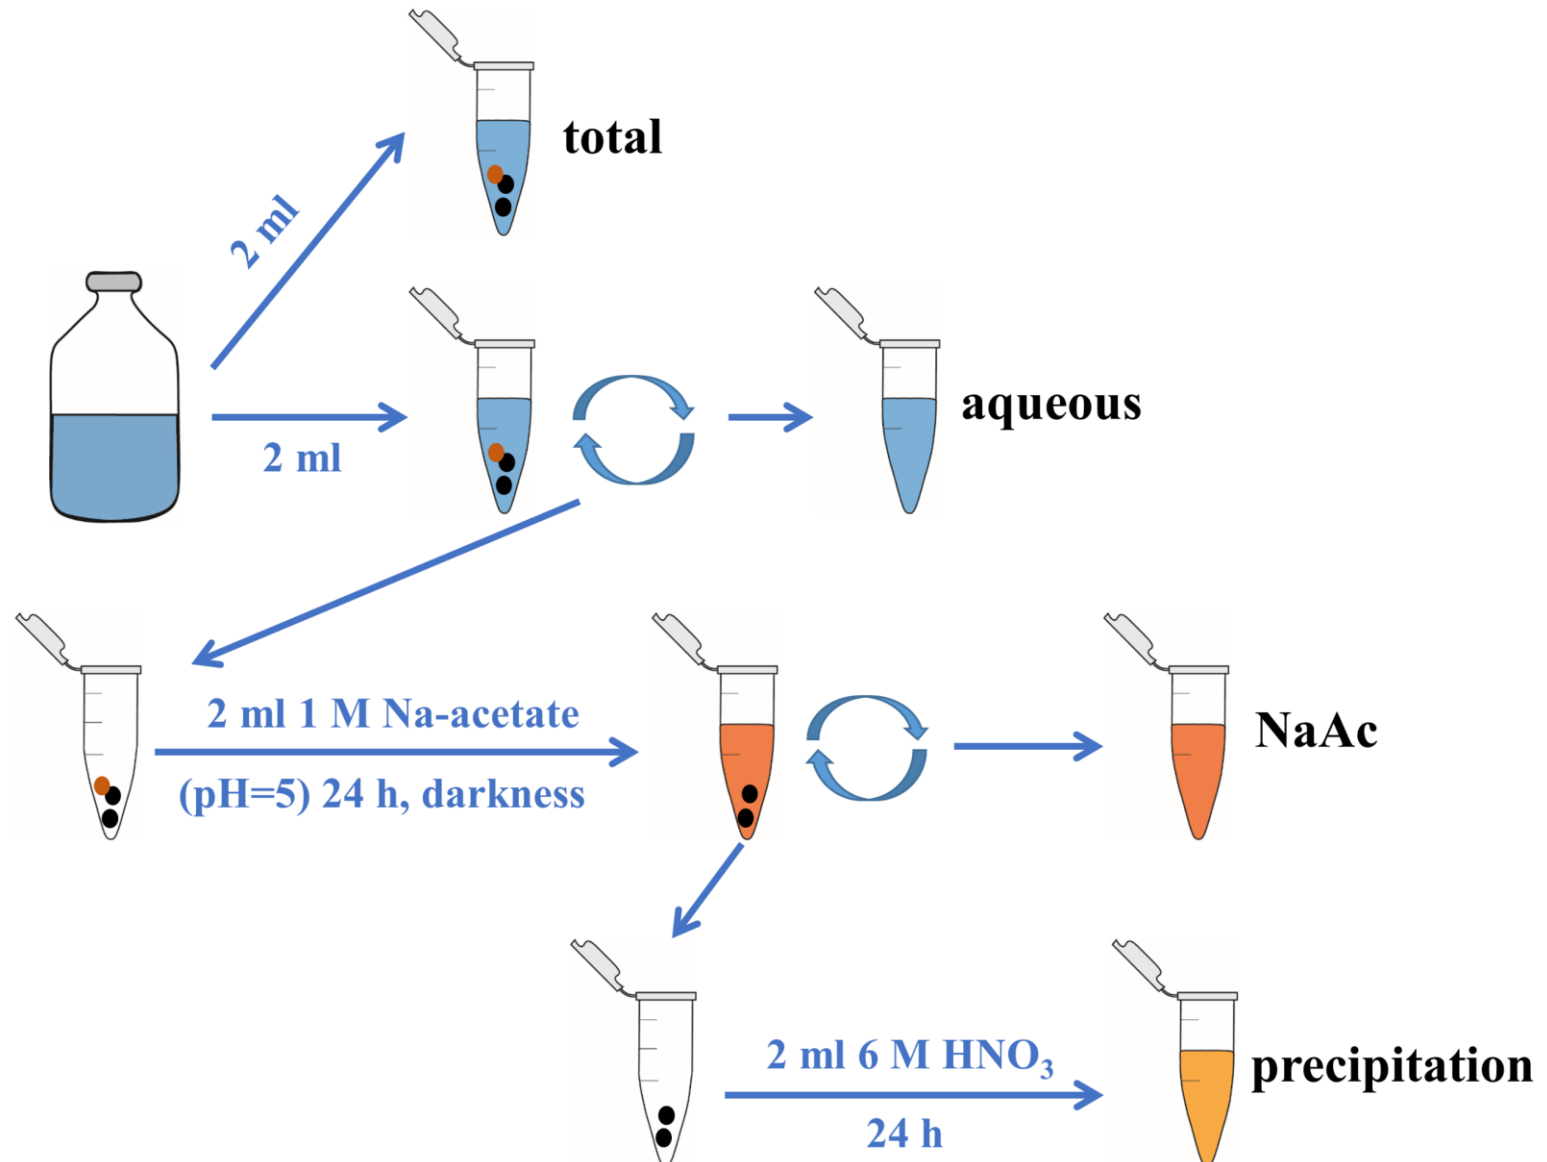 total
2 ml
aqueous
2 ml
2 ml 1 M Na-acetate
(pH=5) 24 h, darkness
NaAc
2 ml 6 M HNO₃
24 h
precipitation